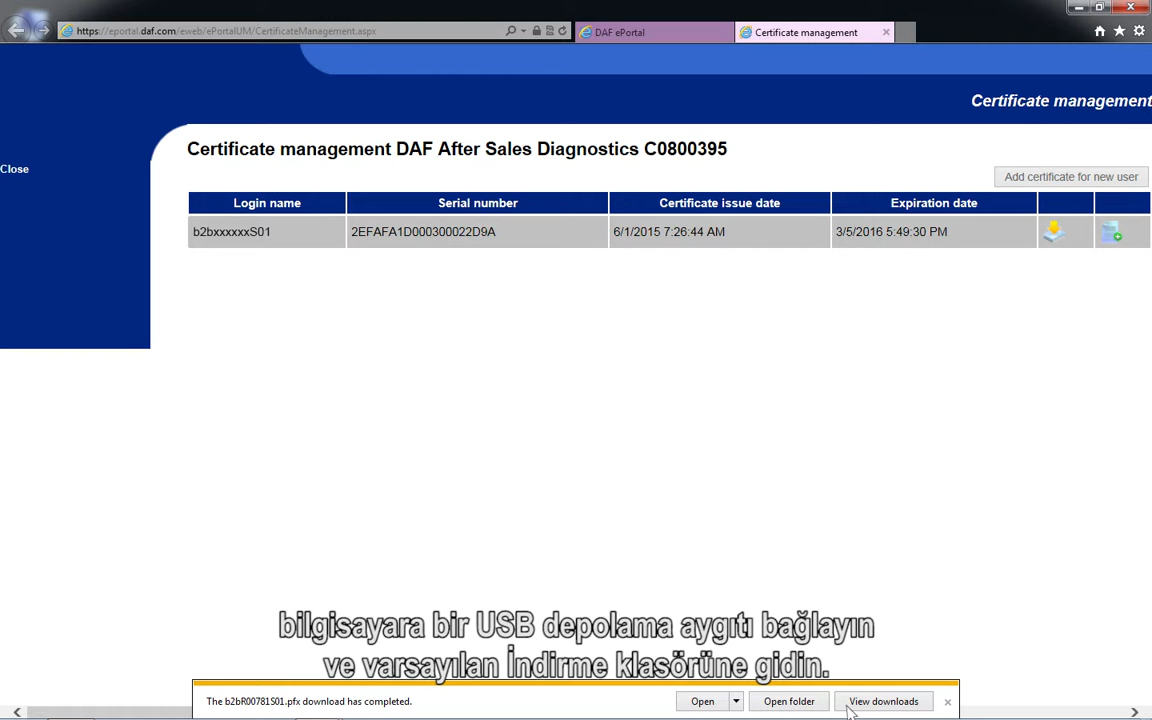 https://eportal.daf.com/eweb/ePortalUM/CertificateManagement.aspx
DAF ePortal
Certificate management
Certificate management
Close
Certificate management DAF After Sales Diagnostics C0800395
Add certificate for new user
Login name Serial number Certificate issue date Expiration date
b2bxxxxxxS01 2EFAFA1D000300022D9A 6/1/2015 7:26:44 AM 3/5/2016 5:49:30 PM
bilgisayara bir USB depolama aygıtı bağlayın
ve varsayılan İndirme klasörüne gidin.
The b2bR00781S01.pfx download has completed. Open Open folder View downloads